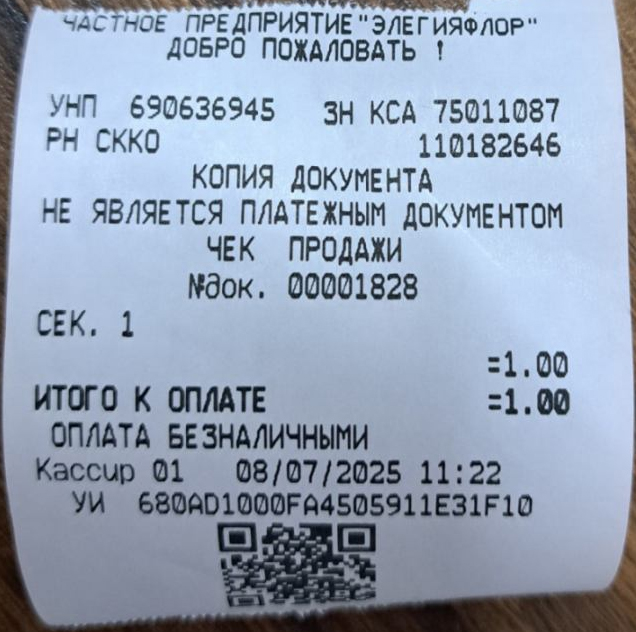 ЧАСТНОЕ ПРЕДПРИЯТИЕ"ЭЛЕГИЯФЛОР"
ДОБРО ПОЖАЛОВАТЬ !
УНП 690636945 ЗН КСА 75011087
РН СККО 110182646
КОПИЯ ДОКУМЕНТА
НЕ ЯВЛЯЕТСЯ ПЛАТЕЖНЫМ ДОКУМЕНТОМ
ЧЕК ПРОДАЖИ
№док. 00001828
СЕК. 1
=1.00
ИТОГО К ОПЛАТЕ =1.00
ОПЛАТА БЕЗНАЛИЧНЫМИ
Кассир 01 08/07/2025 11:22
УИ 680AD1000FA4505911E31F10